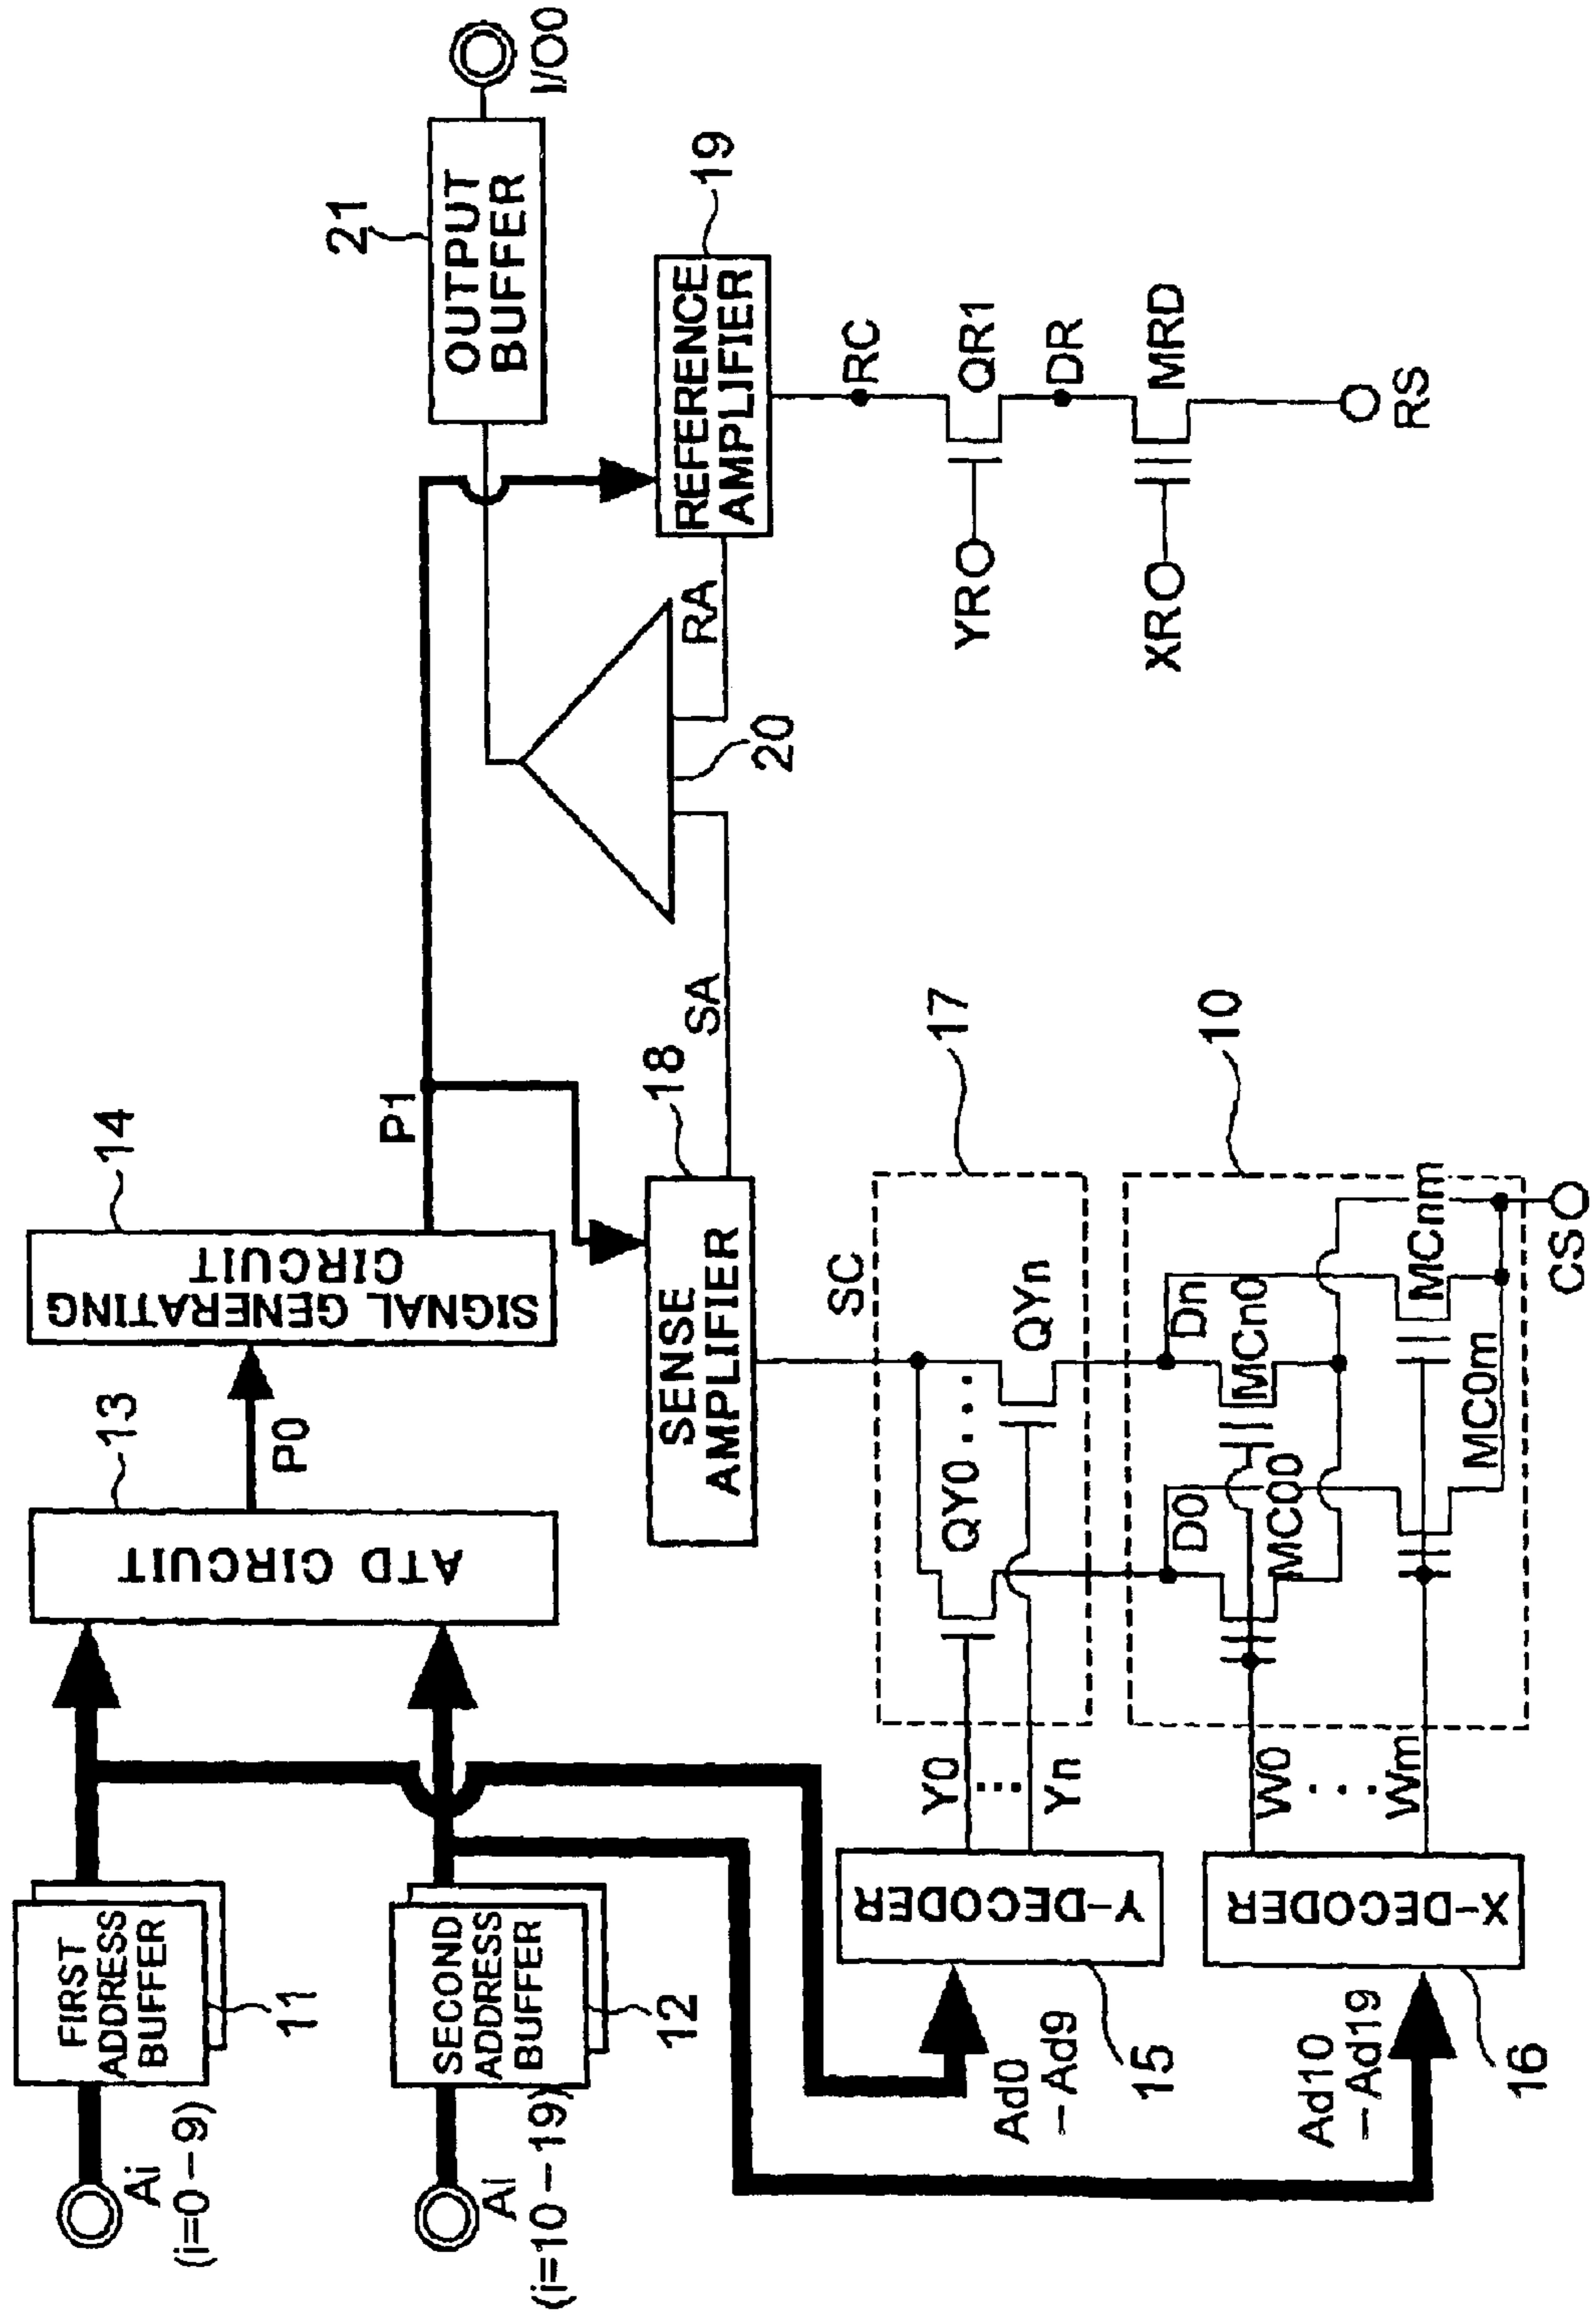 Ai
(i=0−9)
FIRST
ADDRESS
BUFFER
11
Ai
(i=10−19)
SECOND
ADDRESS
BUFFER
12
ATD CIRCUIT
13
P0
SIGNAL GENERATING
CIRCUIT
14
P1
Ad0
−Ad9
Y-DECODER
15
Ad10
−Ad19
X-DECODER
16
Y0
⋮
Yn
W0
⋮
Wm
SENSE
AMPLIFIER
18
SA
20
RA
REFERENCE
AMPLIFIER
19
OUTPUT
BUFFER
21
I/O0
SC
17
QY0
...
QYn
10
D0
Dn
MC00
MCn0
MC0m
MCnm
CS
RC
YR
QR1
DR
XR
MRD
RS